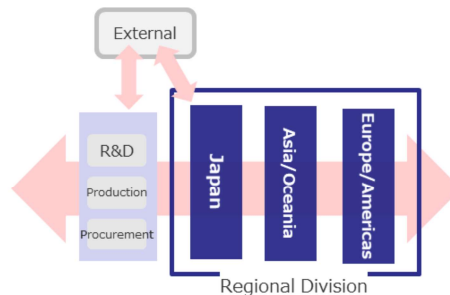 External
R&D
Production
Procurement
Japan
Asia/Oceania
Europe/Americas
Regional Division